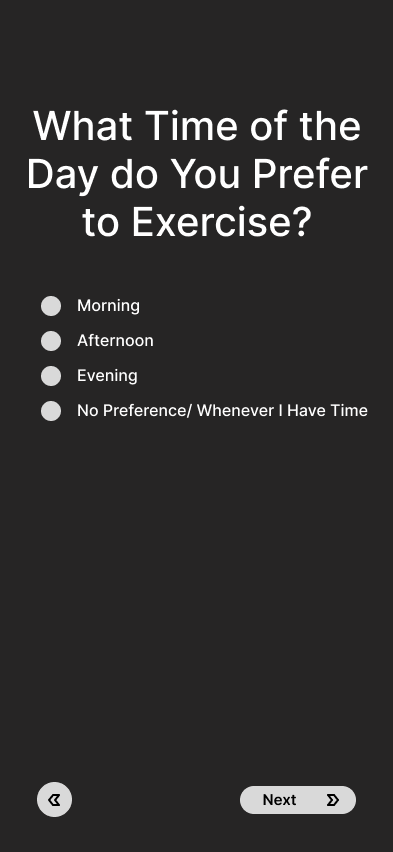 What Time of the
Day do You Prefer
to Exercise?
Morning
Afternoon
Evening
No Preference/ Whenever I Have Time
Next